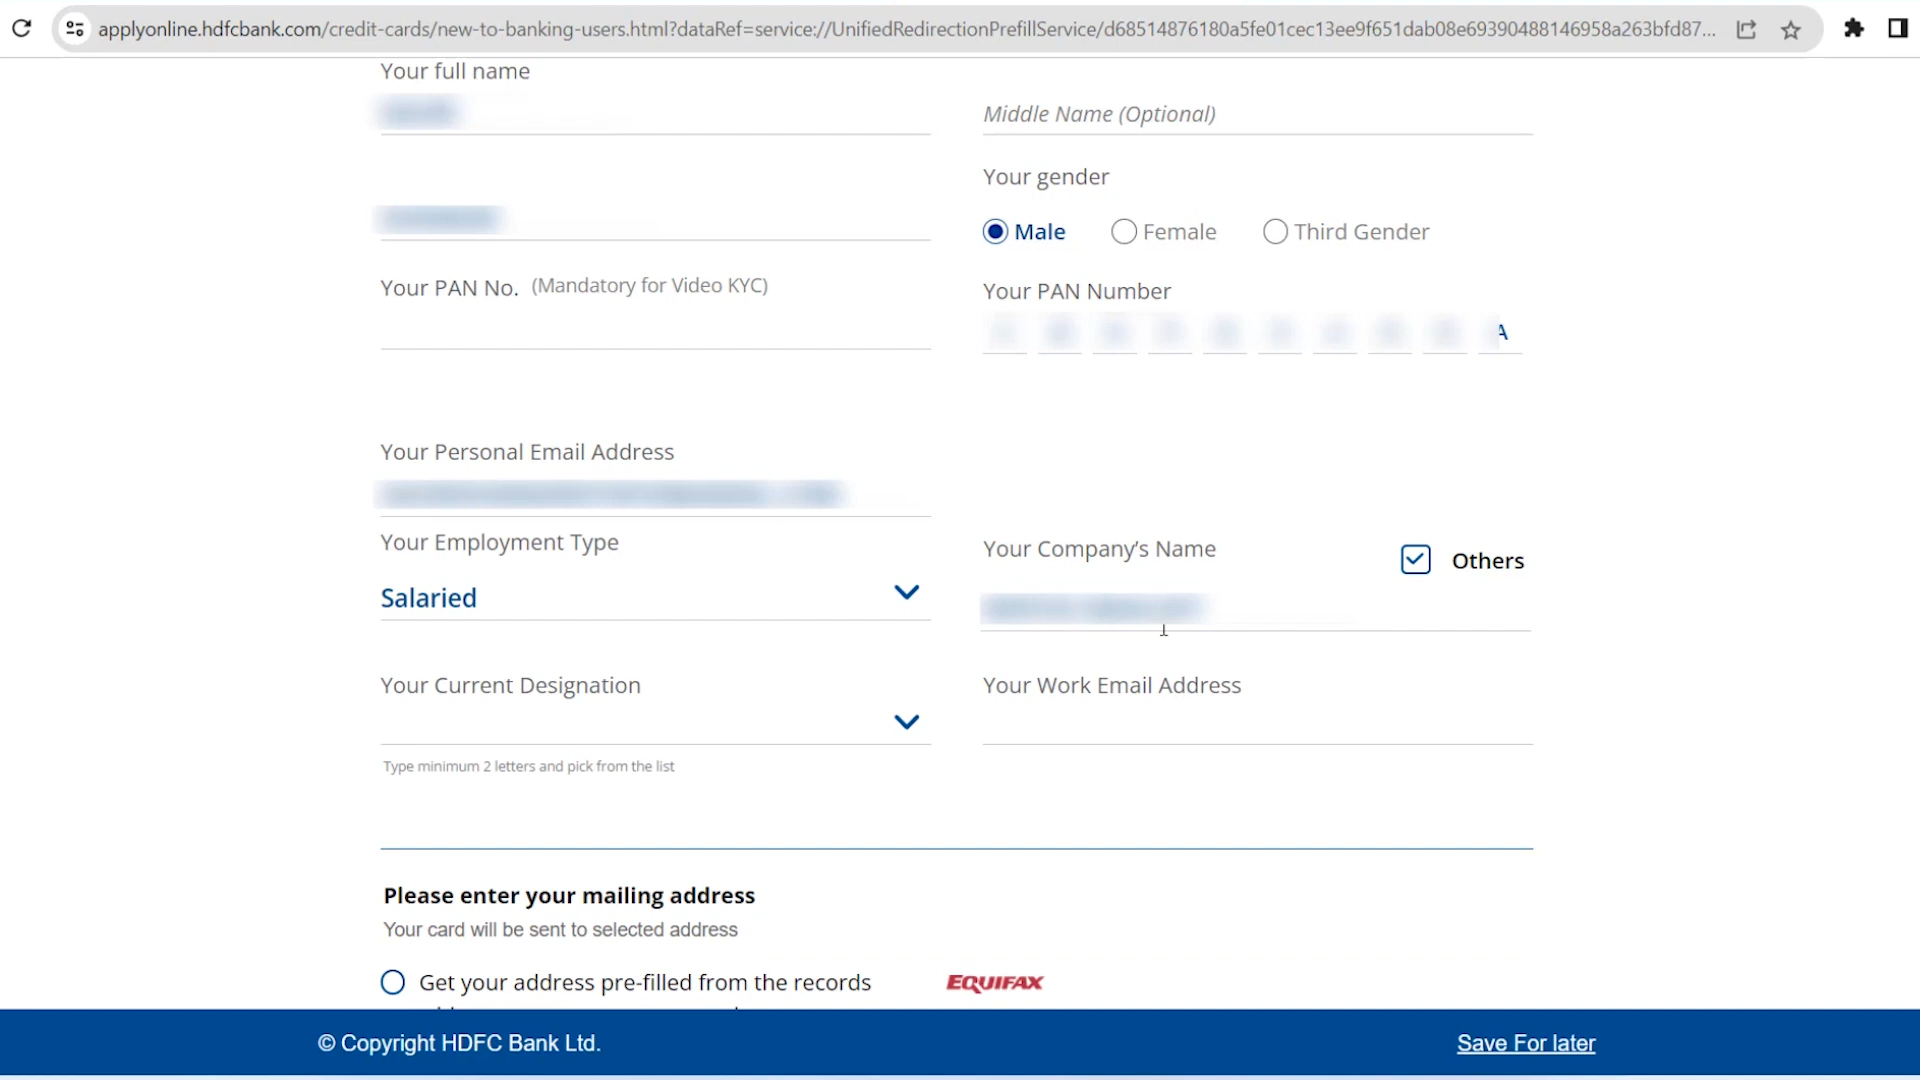 applyonline.hdfcbank.com/credit-cards/new-to-banking-users.html?dataRef=service://UnifiedRedirectionPrefillService/d68514876180a5fe01cec13ee9f651dab08e69390488146958a263bfd87...
Your full name
Middle Name (Optional)
Your gender
Male Female Third Gender
Your PAN No. (Mandatory for Video KYC)
Your PAN Number
A
Your Personal Email Address
Your Employment Type
Salaried
Your Company's Name
Others
Your Current Designation
Your Work Email Address
Type minimum 2 letters and pick from the list
Please enter your mailing address
Your card will be sent to selected address
Get your address pre-filled from the records
EQUIFAX
© Copyright HDFC Bank Ltd.
Save For later